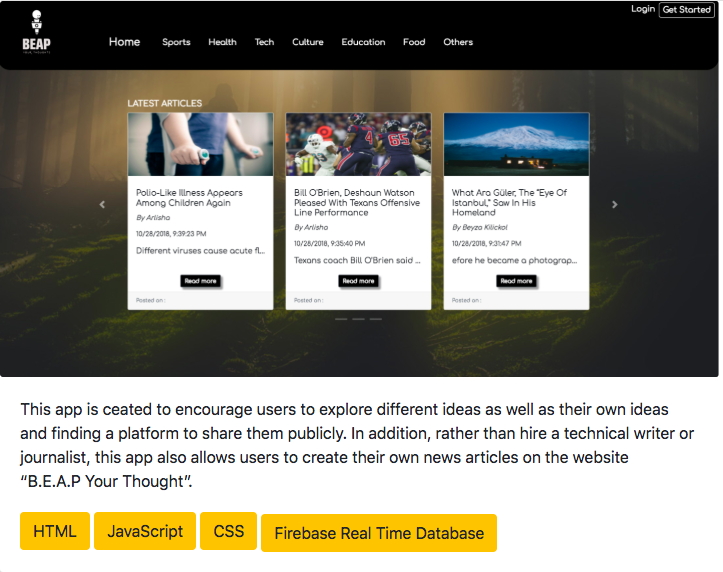 Login Get Started
BEAP
Home Sports Health Tech Culture Education Food Others
LATEST ARTICLES
Polio-Like Illness Appears
Among Children Again
By Arlisha
10/28/2018, 9:39:23 PM
Different viruses cause acute fl...
Read more
Posted on :
Bill O'Brien, Deshaun Watson
Pleased With Texans Offensive
Line Performance
By Arlisha
10/28/2018, 9:35:40 PM
Texans coach Bill O'Brien said ...
Read more
Posted on :
What Ara Güler, The "Eye Of
Istanbul," Saw In His
Homeland
By Beyza Kilickol
10/28/2018, 9:31:47 PM
efore he became a photograp...
Read more
Posted on :
This app is ceated to encourage users to explore different ideas as well as their own ideas
and finding a platform to share them publicly. In addition, rather than hire a technical writer or
journalist, this app also allows users to create their own news articles on the website
“B.E.A.P Your Thought”.
HTML JavaScript CSS Firebase Real Time Database